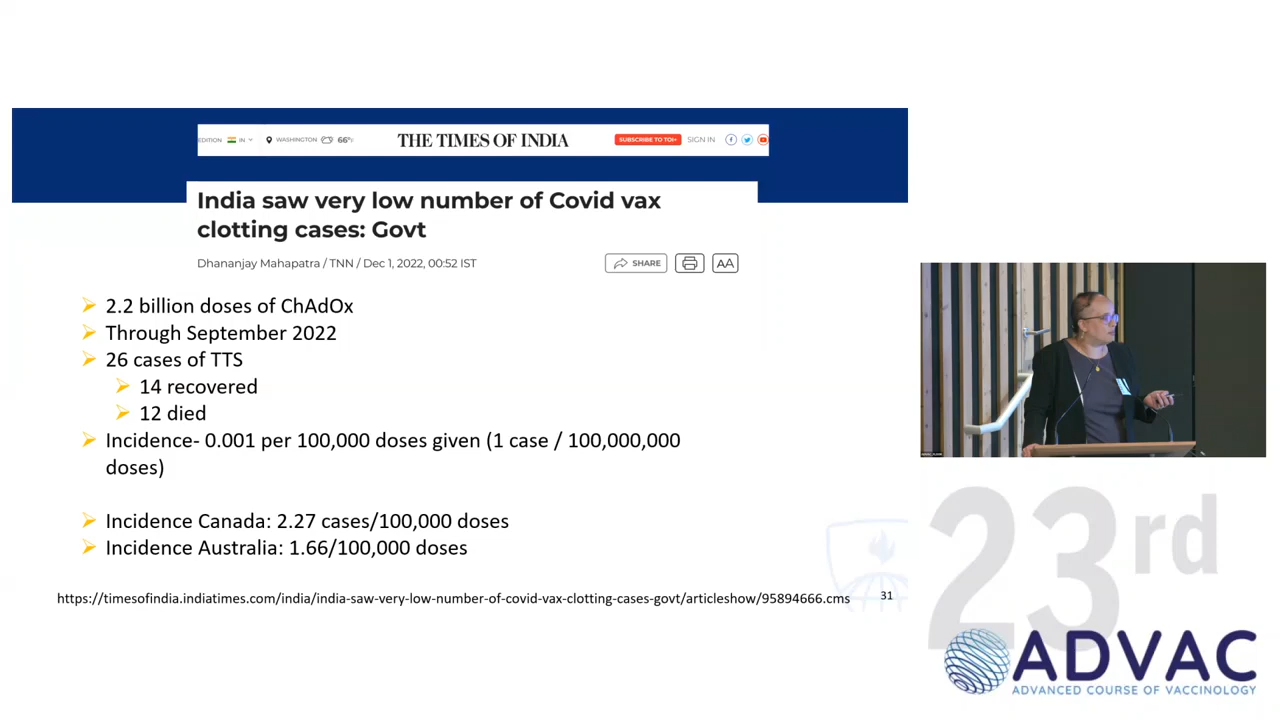 EDITION IN WASHINGTON 66°F THE TIMES OF INDIA SUBSCRIBE TO TOI+ SIGN IN
India saw very low number of Covid vax
clotting cases: Govt
Dhananjay Mahapatra / TNN / Dec 1, 2022, 00:52 IST SHARE AA
2.2 billion doses of ChAdOx
Through September 2022
26 cases of TTS
14 recovered
12 died
Incidence- 0.001 per 100,000 doses given (1 case / 100,000,000
doses)
Incidence Canada: 2.27 cases/100,000 doses
Incidence Australia: 1.66/100,000 doses
https://timesofindia.indiatimes.com/india/india-saw-very-low-number-of-covid-vax-clotting-cases-govt/articleshow/95894666.cms 31
23rd
ADVAC
ADVANCED COURSE OF VACCINOLOGY